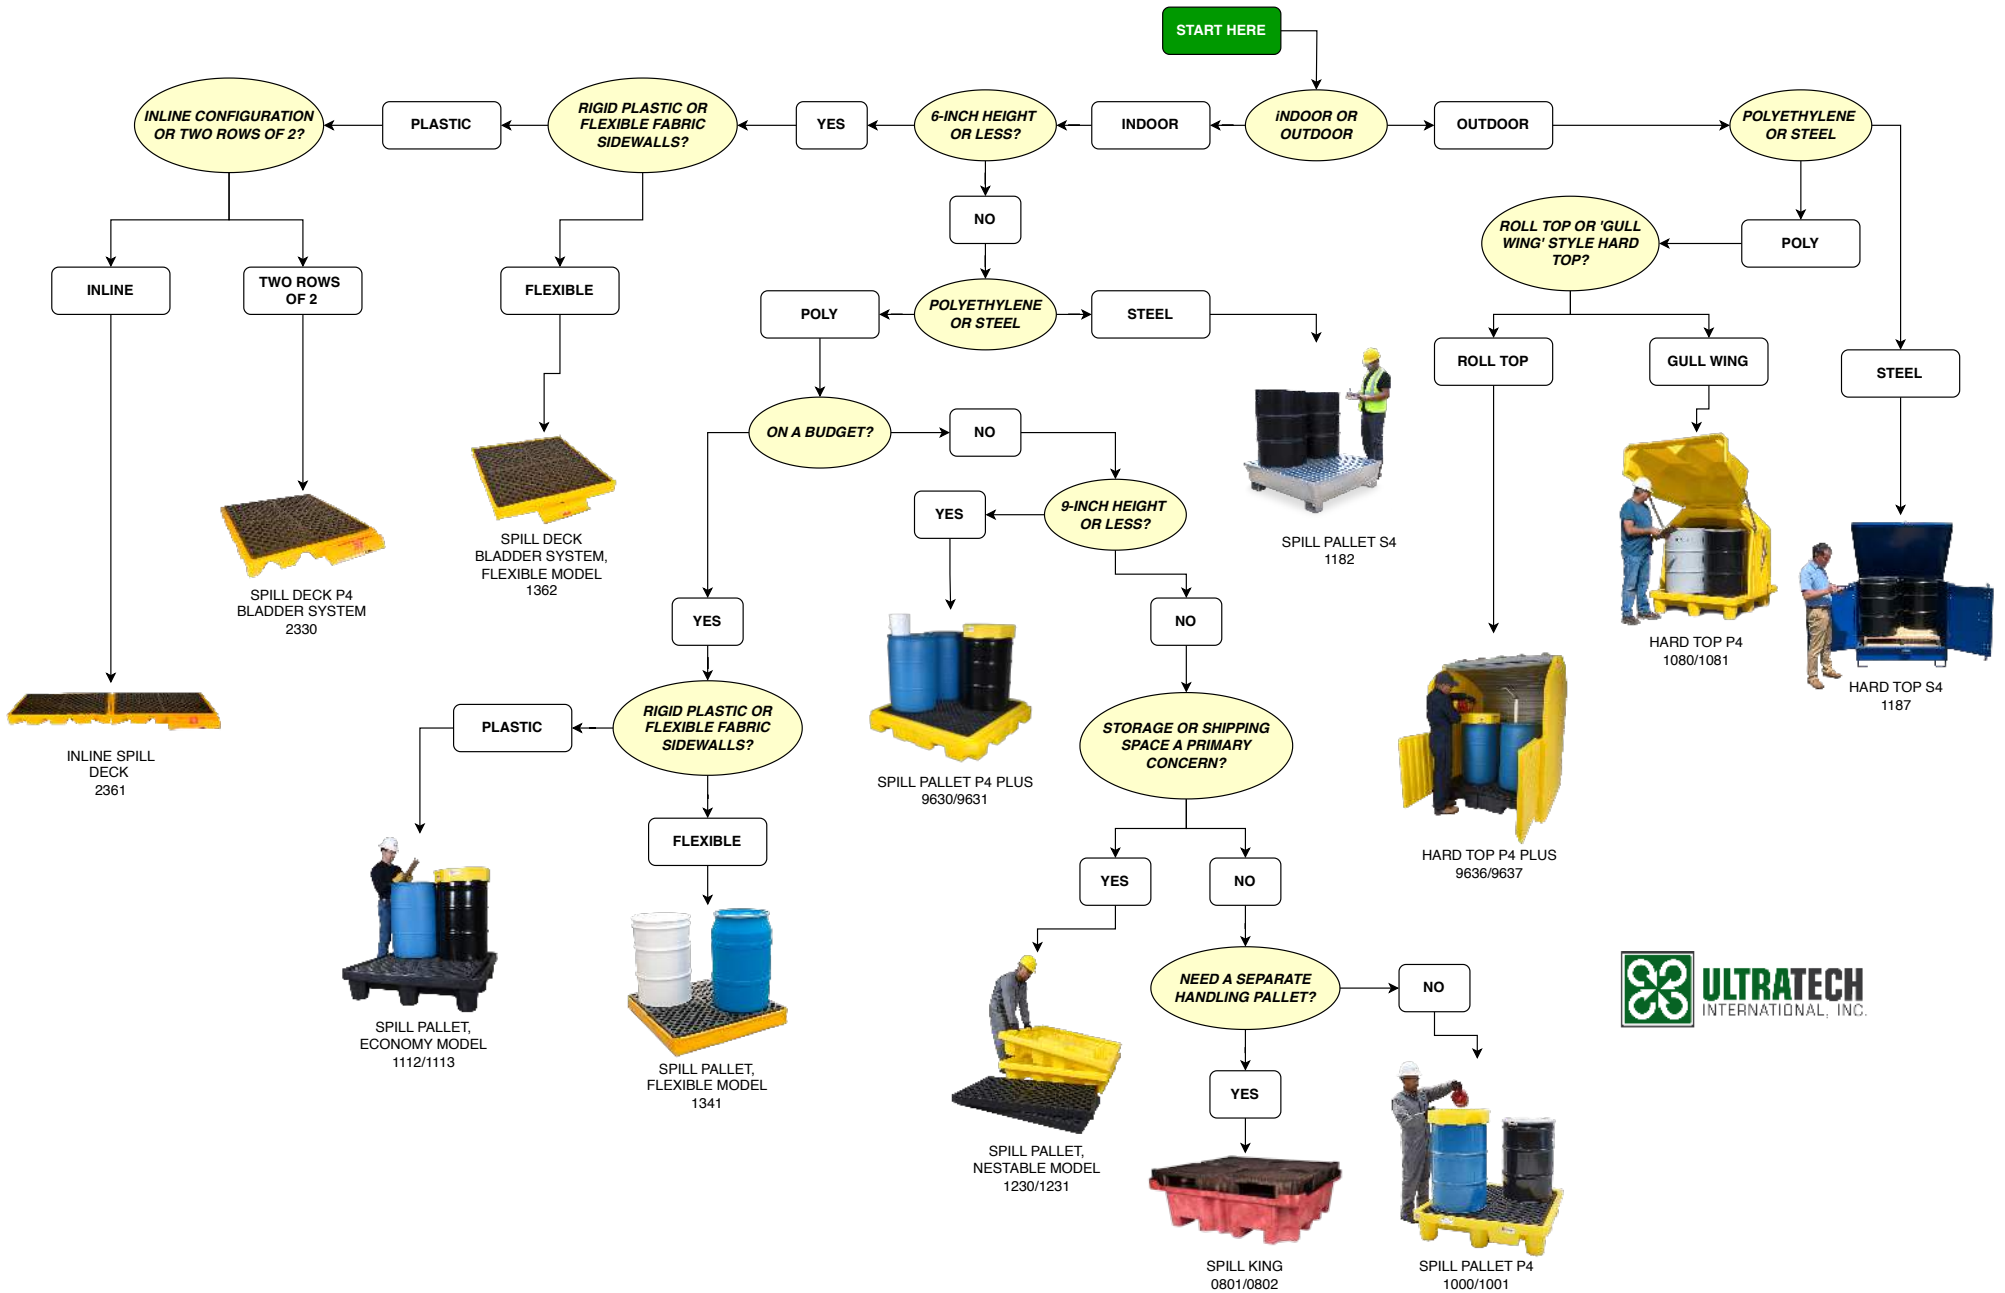 START HERE
INLINE CONFIGURATION
OR TWO ROWS OF 2?
PLASTIC
RIGID PLASTIC OR
FLEXIBLE FABRIC
SIDEWALLS?
YES
6-INCH HEIGHT
OR LESS?
INDOOR
iNDOOR OR
OUTDOOR
OUTDOOR
POLYETHYLENE
OR STEEL
NO
ROLL TOP OR 'GULL
WING' STYLE HARD
TOP?
POLY
INLINE
TWO ROWS
OF 2
FLEXIBLE
POLY
POLYETHYLENE
OR STEEL
STEEL
ROLL TOP
GULL WING
STEEL
ON A BUDGET?
NO
YES
9-INCH HEIGHT
OR LESS?
SPILL PALLET S4
1182
SPILL DECK
BLADDER SYSTEM,
FLEXIBLE MODEL
1362
SPILL DECK P4
BLADDER SYSTEM
2330
YES
NO
HARD TOP P4
1080/1081
HARD TOP S4
1187
PLASTIC
RIGID PLASTIC OR
FLEXIBLE FABRIC
SIDEWALLS?
STORAGE OR SHIPPING
SPACE A PRIMARY
CONCERN?
INLINE SPILL
DECK
2361
SPILL PALLET P4 PLUS
9630/9631
FLEXIBLE
HARD TOP P4 PLUS
9636/9637
YES
NO
NEED A SEPARATE
HANDLING PALLET?
NO
ULTRATECH
INTERNATIONAL, INC.
SPILL PALLET,
ECONOMY MODEL
1112/1113
SPILL PALLET,
FLEXIBLE MODEL
1341
YES
SPILL PALLET,
NESTABLE MODEL
1230/1231
SPILL KING
0801/0802
SPILL PALLET P4
1000/1001